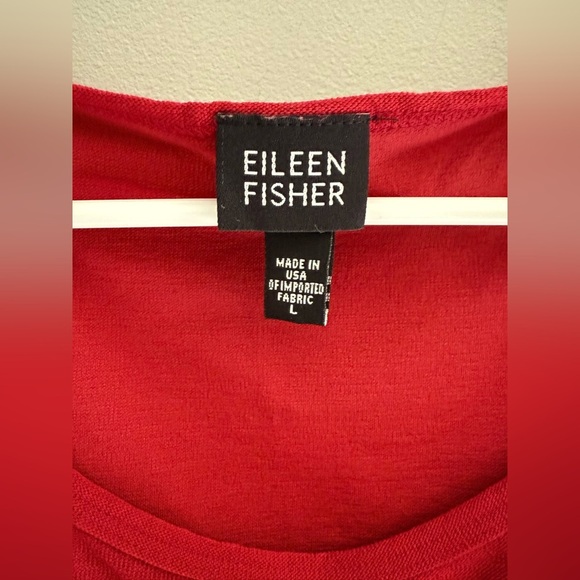 EILEEN
FISHER
MADE IN
USA
OF IMPORTED
FABRIC
L